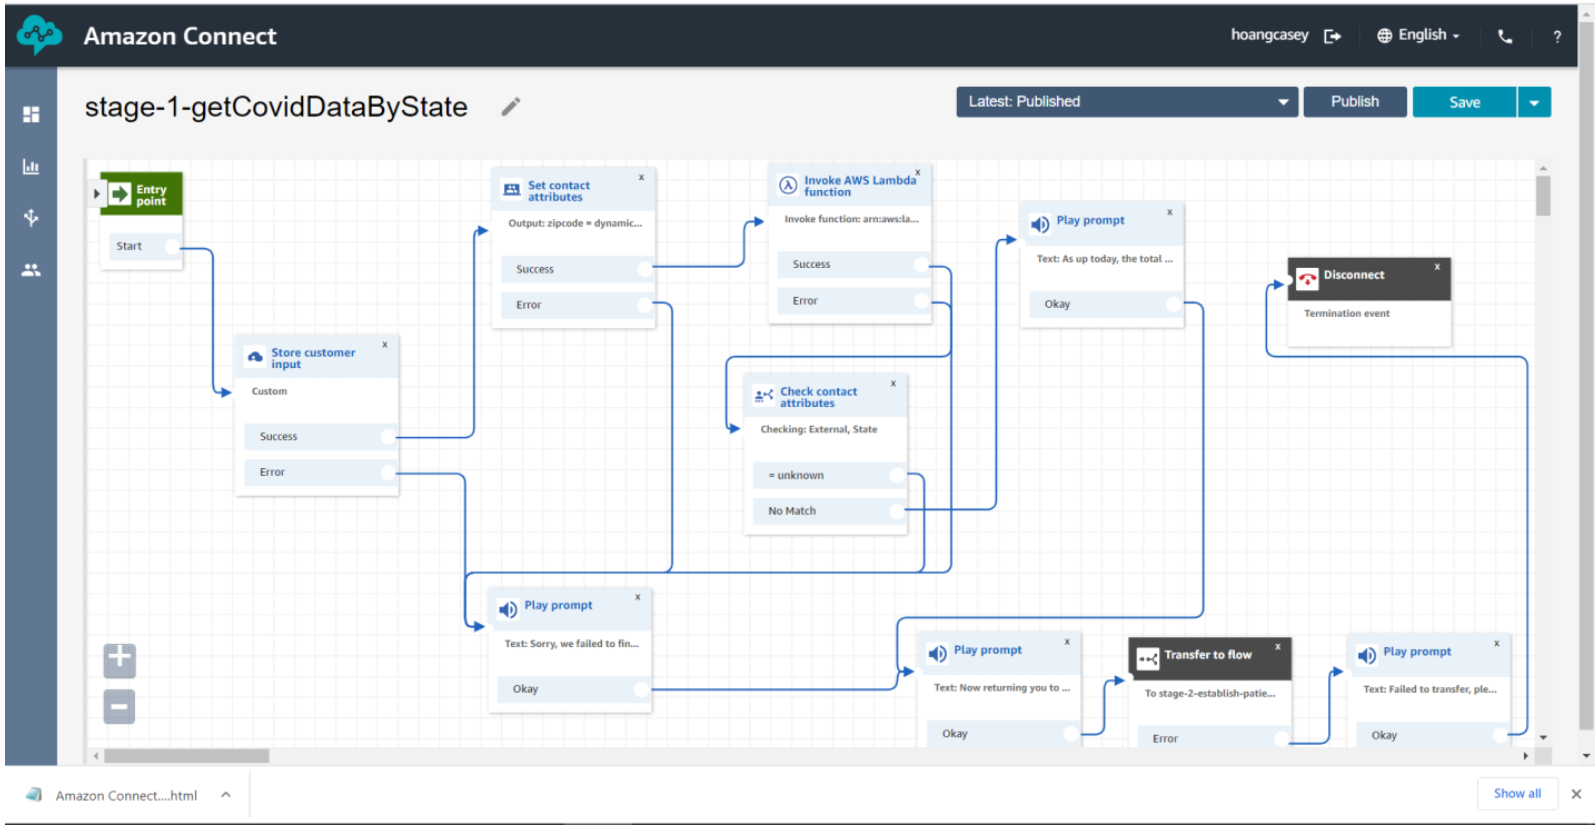 Amazon Connect
hoangcasey
English
?
stage-1-getCovidDataByState
Latest: Published
Publish
Save
Entry
point
Start
x
Set contact
attributes
Output: zipcode = dynamic...
Success
Error
x
Invoke AWS Lambda
function
Invoke function: arn:aws:la...
Success
Error
x
Play prompt
Text: As up today, the total ...
Okay
x
Disconnect
Termination event
x
Store customer
input
Custom
Success
Error
x
Check contact
attributes
Checking: External, State
= unknown
No Match
x
Play prompt
Text: Sorry, we failed to fin...
Okay
x
Play prompt
Text: Now returning you to ...
Okay
x
Transfer to flow
To stage-2-establish-patie...
Error
x
Play prompt
Text: Failed to transfer, ple...
Okay
Amazon Connect....html
Show all